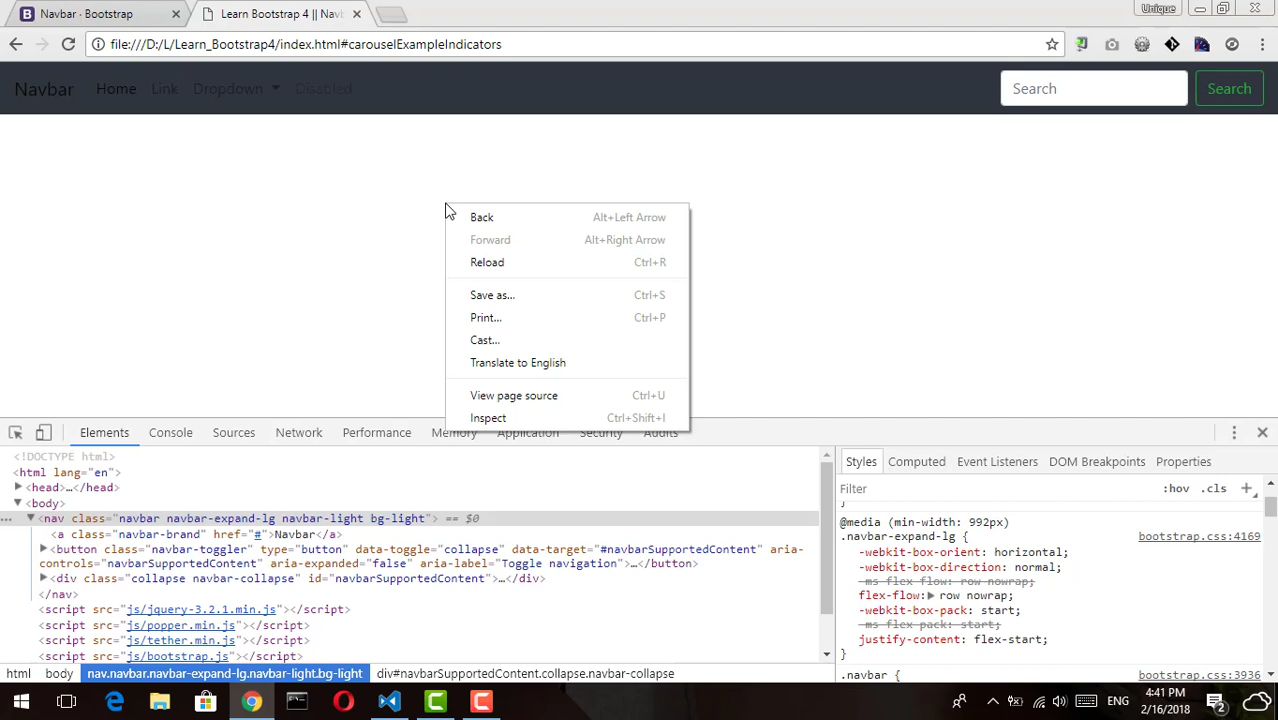 Navbar · Bootstrap
Learn Bootstrap 4 || Navb
Unique
file:///D:/L/Learn_Bootstrap4/index.html#carouselExampleIndicators
Navbar Home Link Dropdown Disabled Search Search
Back Alt+Left Arrow
Forward Alt+Right Arrow
Reload Ctrl+R
Save as... Ctrl+S
Print... Ctrl+P
Cast...
Translate to English
View page source Ctrl+U
Inspect Ctrl+Shift+I
Elements Console Sources Network Performance Memory Application Security Audits
<!DOCTYPE html>
<html lang="en">
<head>…</head>
<body>
<nav class="navbar navbar-expand-lg navbar-light bg-light"> == $0
<a class="navbar-brand" href="#">Navbar</a>
<button class="navbar-toggler" type="button" data-toggle="collapse" data-target="#navbarSupportedContent" aria-
controls="navbarSupportedContent" aria-expanded="false" aria-label="Toggle navigation">…</button>
<div class="collapse navbar-collapse" id="navbarSupportedContent">…</div>
</nav>
<script src="js/jquery-3.2.1.min.js"></script>
<script src="js/popper.min.js"></script>
<script src="js/tether.min.js"></script>
<script src="js/bootstrap.js"></script>
html body nav.navbar.navbar-expand-lg.navbar-light.bg-light div#navbarSupportedContent.collapse.navbar-collapse
Styles Computed Event Listeners DOM Breakpoints Properties
Filter :hov .cls +
}
@media (min-width: 992px)
.navbar-expand-lg { bootstrap.css:4169
-webkit-box-orient: horizontal;
-webkit-box-direction: normal;
-ms-flex-flow: row nowrap;
flex-flow: row nowrap;
-webkit-box-pack: start;
-ms-flex-pack: start;
justify-content: flex-start;
}
.navbar { bootstrap.css:3936
ENG
4:41 PM
2/16/2018
2